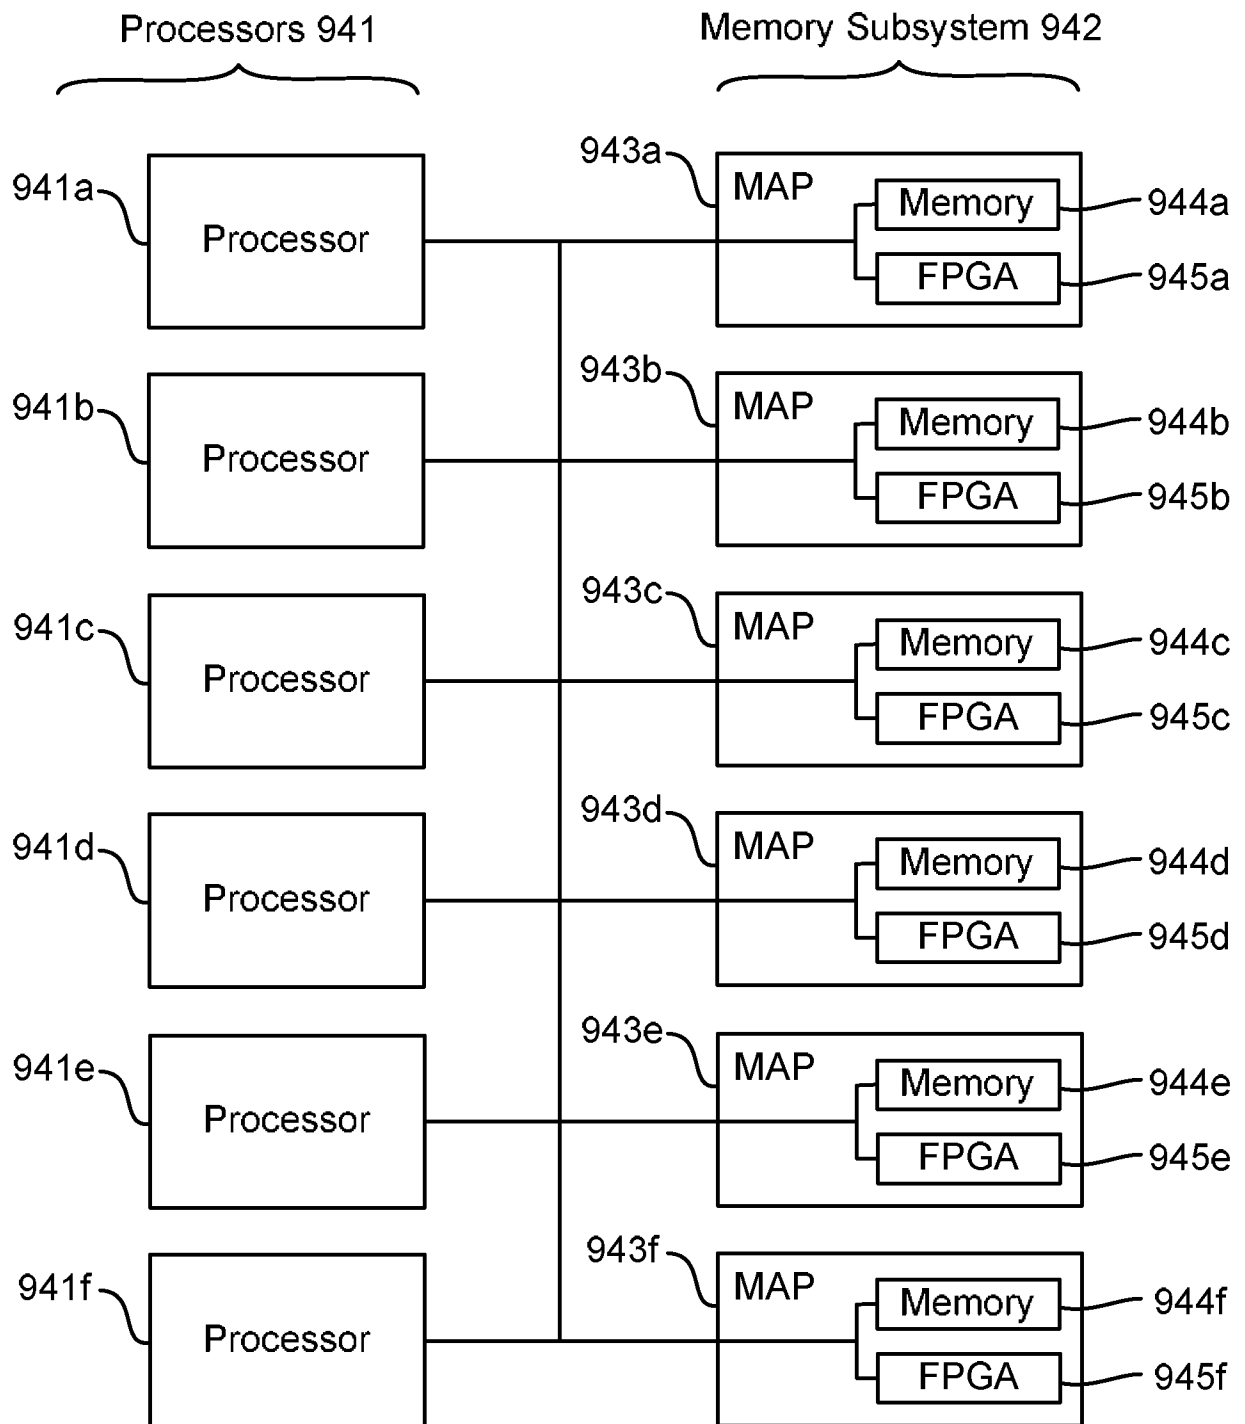 Processors 941
Memory Subsystem 942
943a
MAP
941a
Memory
944a
Processor
FPGA
945a
943b
MAP
941b
Memory
944b
Processor
FPGA
945b
943c
MAP
941c
Memory
944c
Processor
FPGA
945c
943d
MAP
941d
Memory
944d
Processor
FPGA
945d
943e
MAP
941e
Memory
944e
Processor
FPGA
945e
943f
MAP
941f
Memory
944f
Processor
FPGA
945f